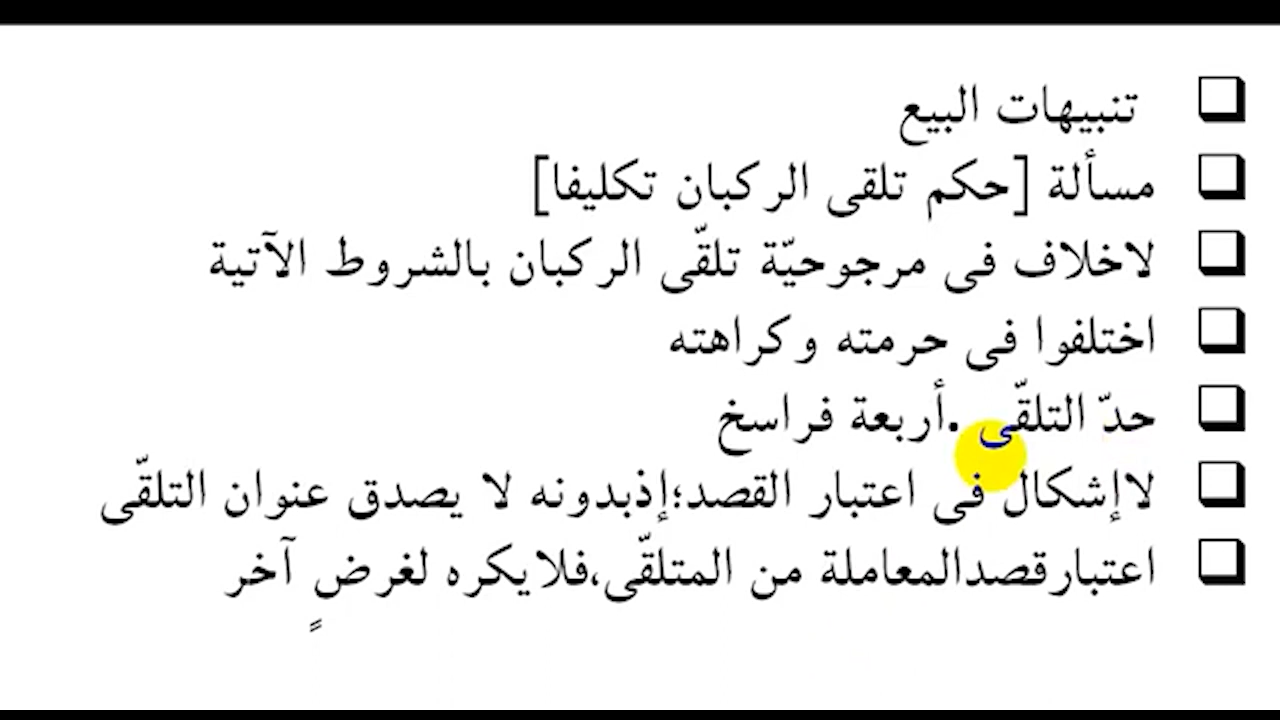 تنبيهات البيع
مسألة [حكم تلقى الركبان تكليفا]
لاخلاف فى مرجوحيّة تلقّى الركبان بالشروط الآتية
اختلفوا فى حرمته وكراهته
حدّ التلقّى .أربعة فراسخ
لاإشكال فى اعتبار القصد؛إذبدونه لا يصدق عنوان التلقّى
اعتبارقصدالمعاملة من المتلقّى،فلايكره لغرضٍ آخر